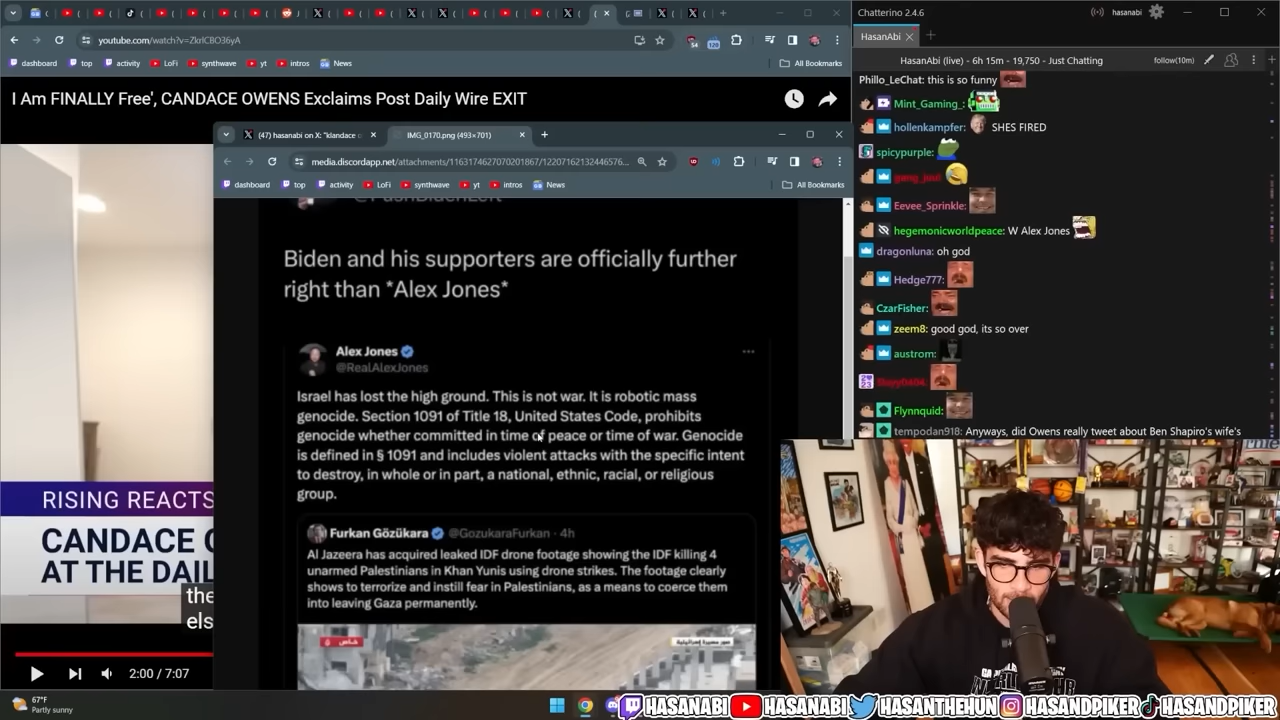 Chatterino 2.4.6
hasanabi
HasanAbi
youtube.com/watch?v=ZkrlCBO36yA
dashboard
top
activity
LoFi
synthwave
yt
intros
News
All Bookmarks
HasanAbi (live) - 6h 15m - 19,750 - Just Chatting
follow(10m)
I Am FINALLY Free', CANDACE OWENS Exclaims Post Daily Wire EXIT
(47) hasanabi on X: "klandace o
IMG_0170.png (493×701)
media.discordapp.net/attachments/1163174627070201867/12207162132446576...
dashboard
top
activity
LoFi
synthwave
yt
intros
News
All Bookmarks
Biden and his supporters are officially further
right than *Alex Jones*
Alex Jones
@RealAlexJones
Israel has lost the high ground. This is not war. It is robotic mass
genocide. Section 1091 of Title 18, United States Code, prohibits
genocide whether committed in time of peace or time of war. Genocide
is defined in § 1091 and includes violent attacks with the specific intent
to destroy, in whole or in part, a national, ethnic, racial, or religious
group.
Furkan Gözükara @GozukaraFurkan · 4h
Al Jazeera has acquired leaked IDF drone footage showing the IDF killing 4
unarmed Palestinians in Khan Yunis using drone strikes. The footage clearly
shows to terrorize and instill fear in Palestinians, as a means to coerce them
into leaving Gaza permanently.
خاص
RISING REACTS
CANDACE O
AT THE DAIL
the
els
2:00 / 7:07
67°F
Partly sunny
Phillo_LeChat: this is so funny
Mint_Gaming_:
hollenkampfer: SHES FIRED
spicypurple:
Eevee_Sprinkle:
hegemonicworldpeace: W Alex Jones
dragonluna: oh god
Hedge777:
CzarFisher:
zeem8: good god, its so over
austrom:
Flynnquid:
tempodan918: Anyways, did Owens really tweet about Ben Shapiro's wife's
HASANABI HASANABI HASANTHEHUN HASANDPIKER HASANDPIKER